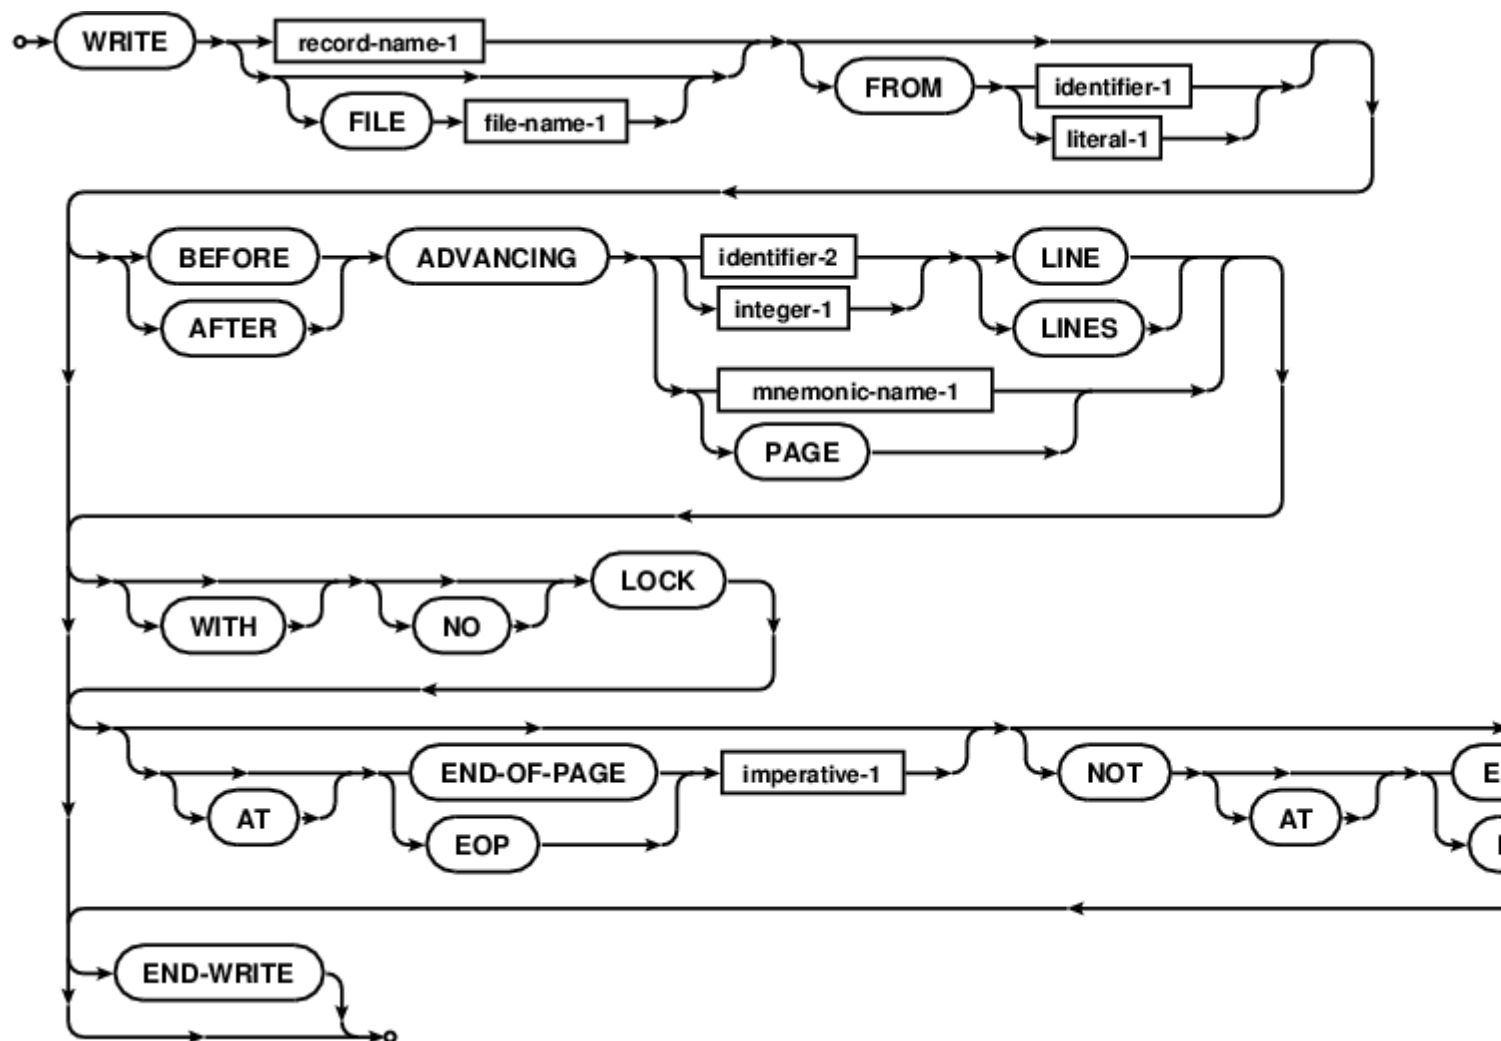 WRITE record-name-1
FROM identifier-1
FILE file-name-1
literal-1
BEFORE ADVANCING identifier-2 LINE
AFTER integer-1 LINES
mnemonic-name-1
PAGE
LOCK
WITH NO
END-OF-PAGE imperative-1 NOT
AT AT
EOP
END-WRITE